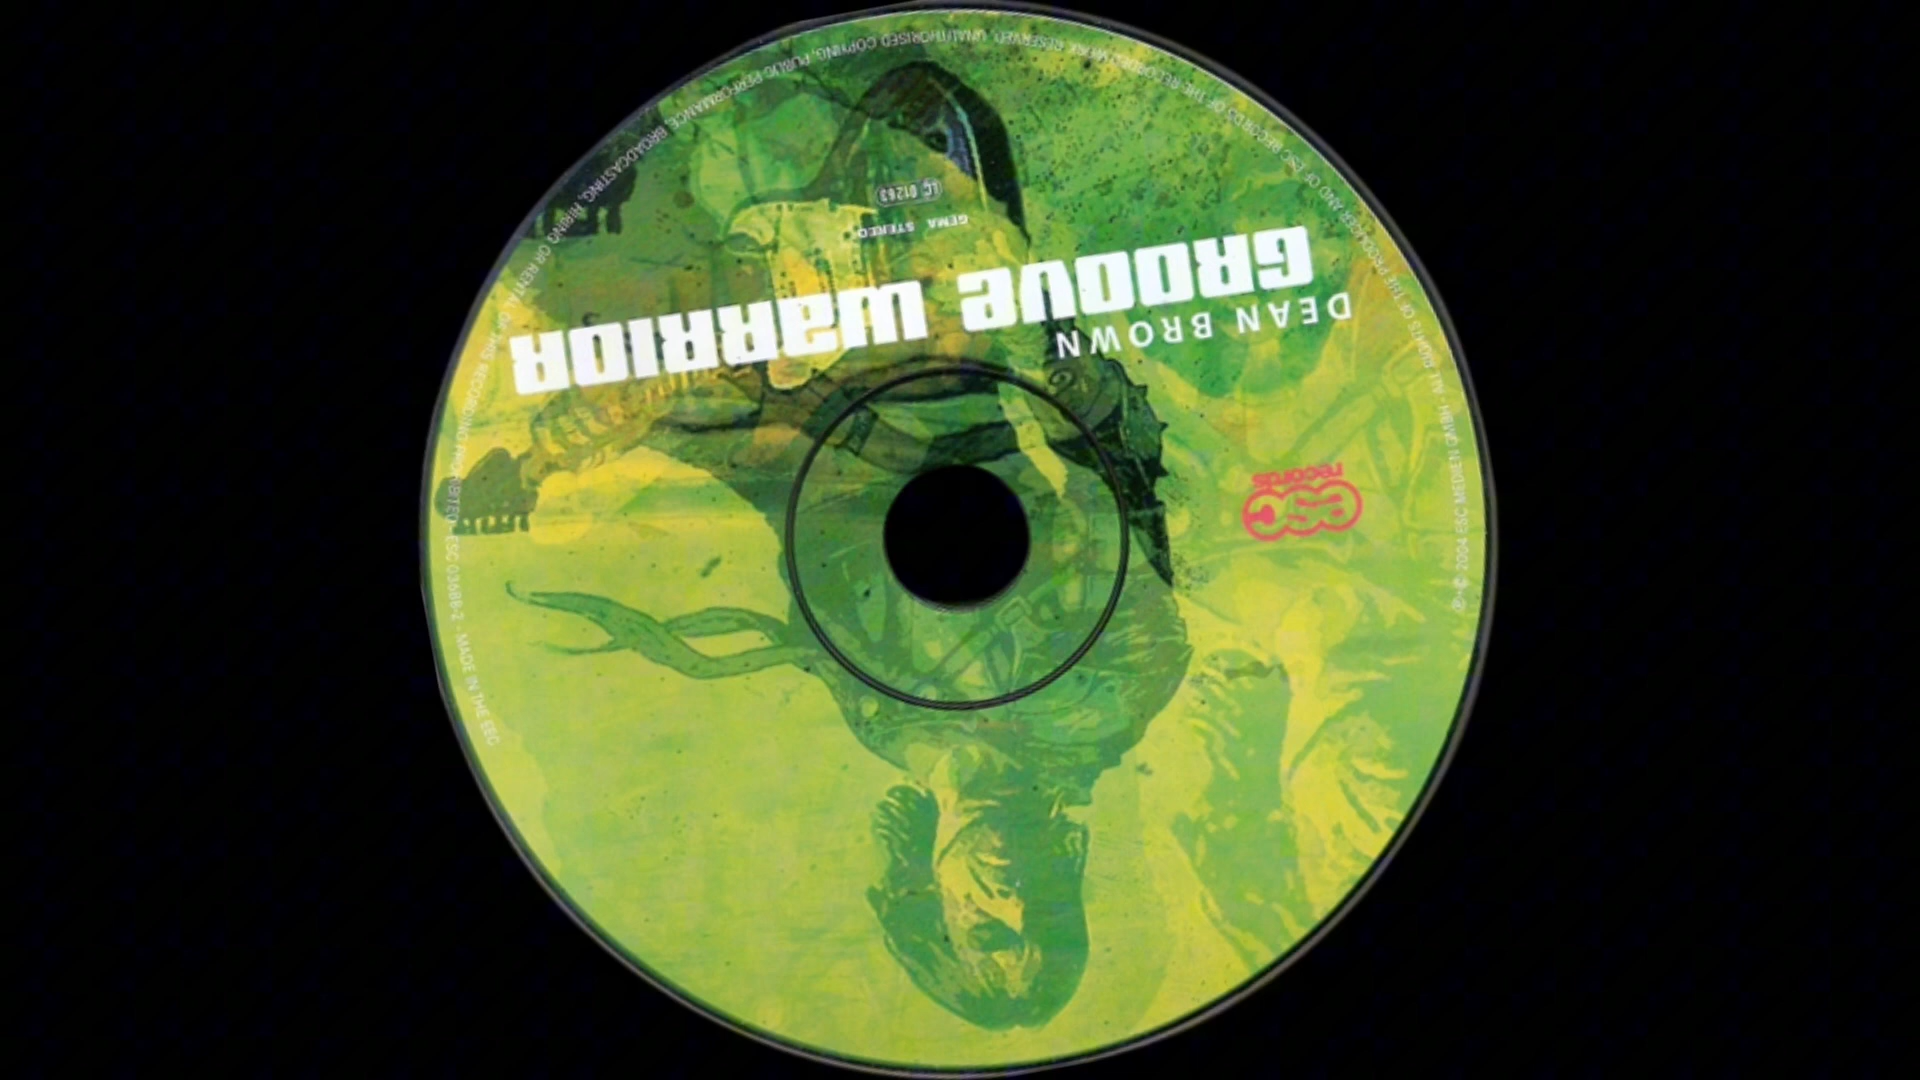 DEAN BROWN
GROOVE WARRIOR
GEMA STEREO
LC 01263
esc
records
℗+© 2004 ESC MEDIEN GMBH · ALL RIGHTS OF THE PRODUCER AND OF ESC RECORDS OF THE RECORDED WORK RESERVED. UNAUTHORISED COPYING, PUBLIC PERFORMANCE, BROADCASTING, HIRING OR RENTAL OF THIS RECORDING PROHIBITED · ESC 03688-2 · MADE IN THE EEC